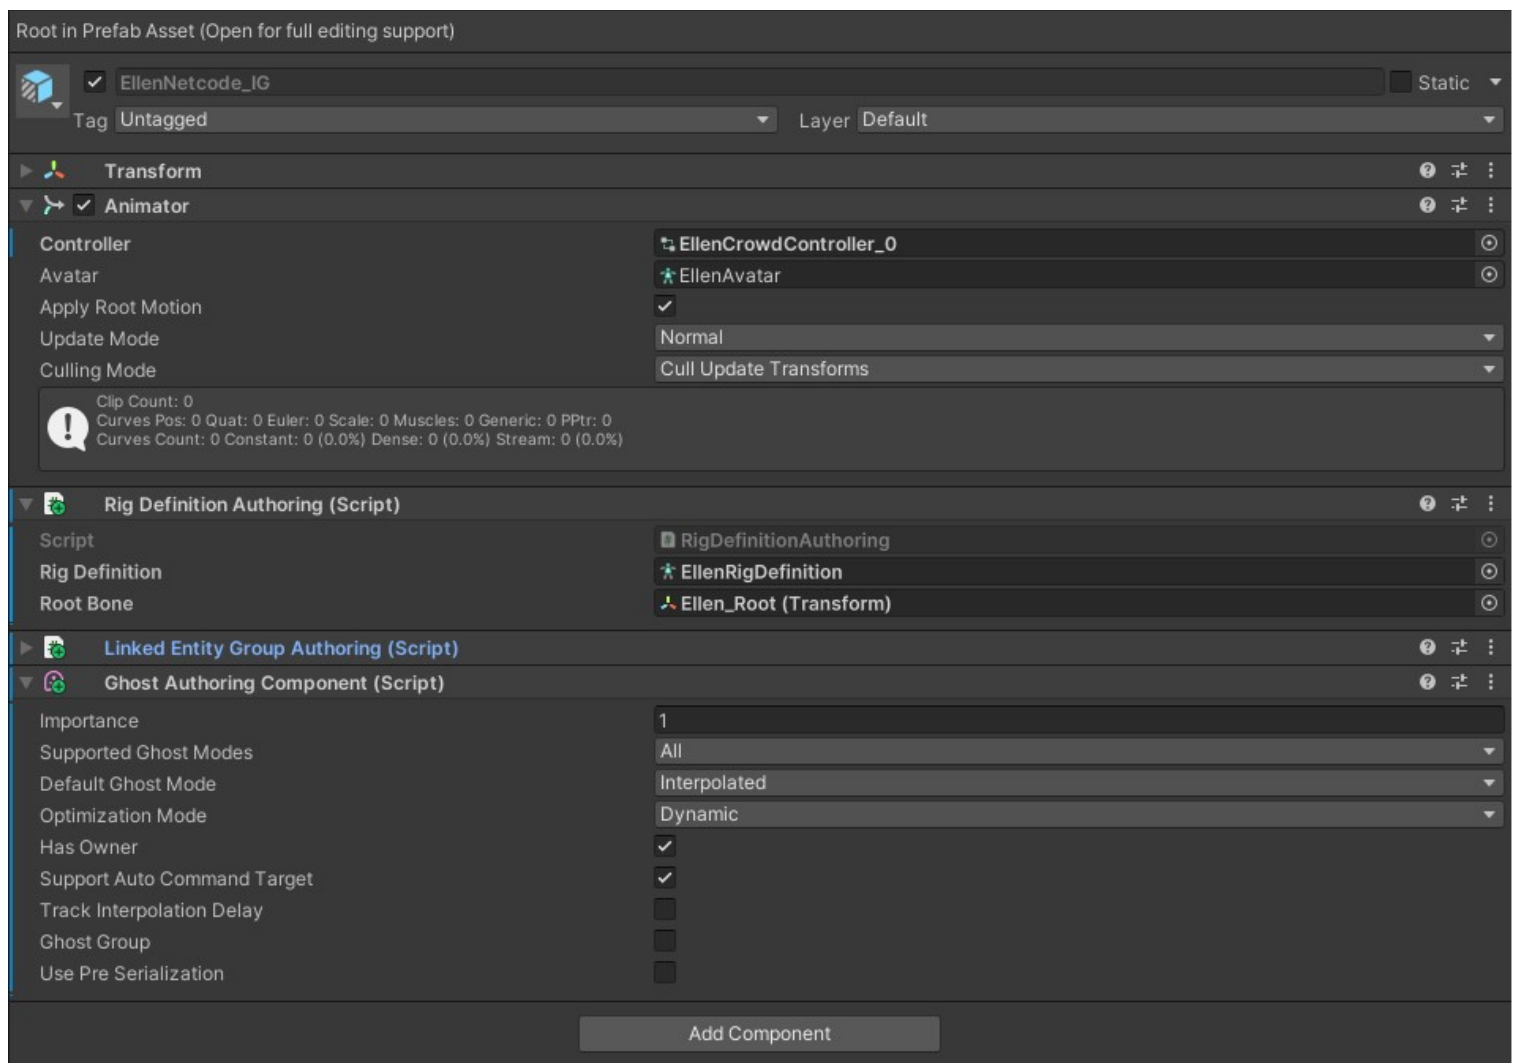 Root in Prefab Asset (Open for full editing support)
EllenNetcode_IG Static
Tag Untagged Layer Default
Transform
Animator
Controller EllenCrowdController_0
Avatar EllenAvatar
Apply Root Motion
Update Mode Normal
Culling Mode Cull Update Transforms
Clip Count: 0
Curves Pos: 0 Quat: 0 Euler: 0 Scale: 0 Muscles: 0 Generic: 0 PPtr: 0
Curves Count: 0 Constant: 0 (0.0%) Dense: 0 (0.0%) Stream: 0 (0.0%)
Rig Definition Authoring (Script)
Script RigDefinitionAuthoring
Rig Definition EllenRigDefinition
Root Bone Ellen_Root (Transform)
Linked Entity Group Authoring (Script)
Ghost Authoring Component (Script)
Importance 1
Supported Ghost Modes All
Default Ghost Mode Interpolated
Optimization Mode Dynamic
Has Owner
Support Auto Command Target
Track Interpolation Delay
Ghost Group
Use Pre Serialization
Add Component